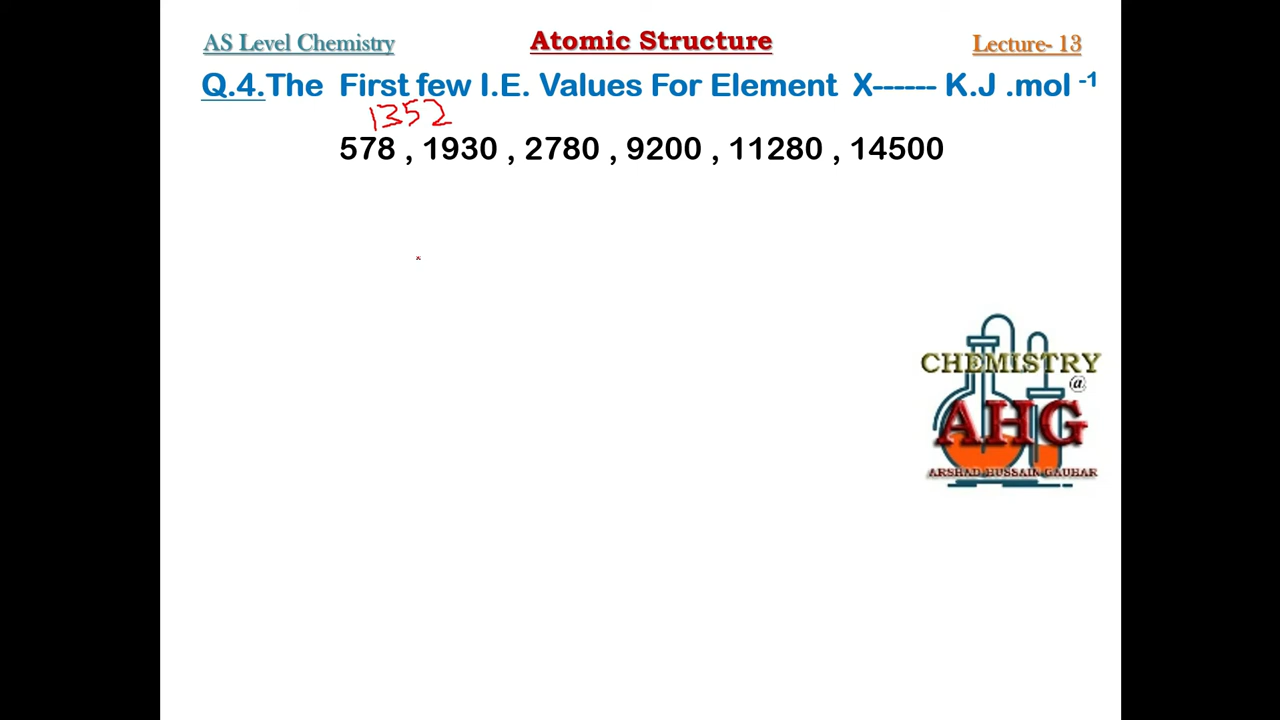 AS Level Chemistry Atomic Structure Lecture- 13
Q.4.The First few I.E. Values For Element X------ K.J .mol -1
1352
578 , 1930 , 2780 , 9200 , 11280 , 14500
CHEMISTRY
@
AHG
ARSHAD HUSSAIN GAUHAR